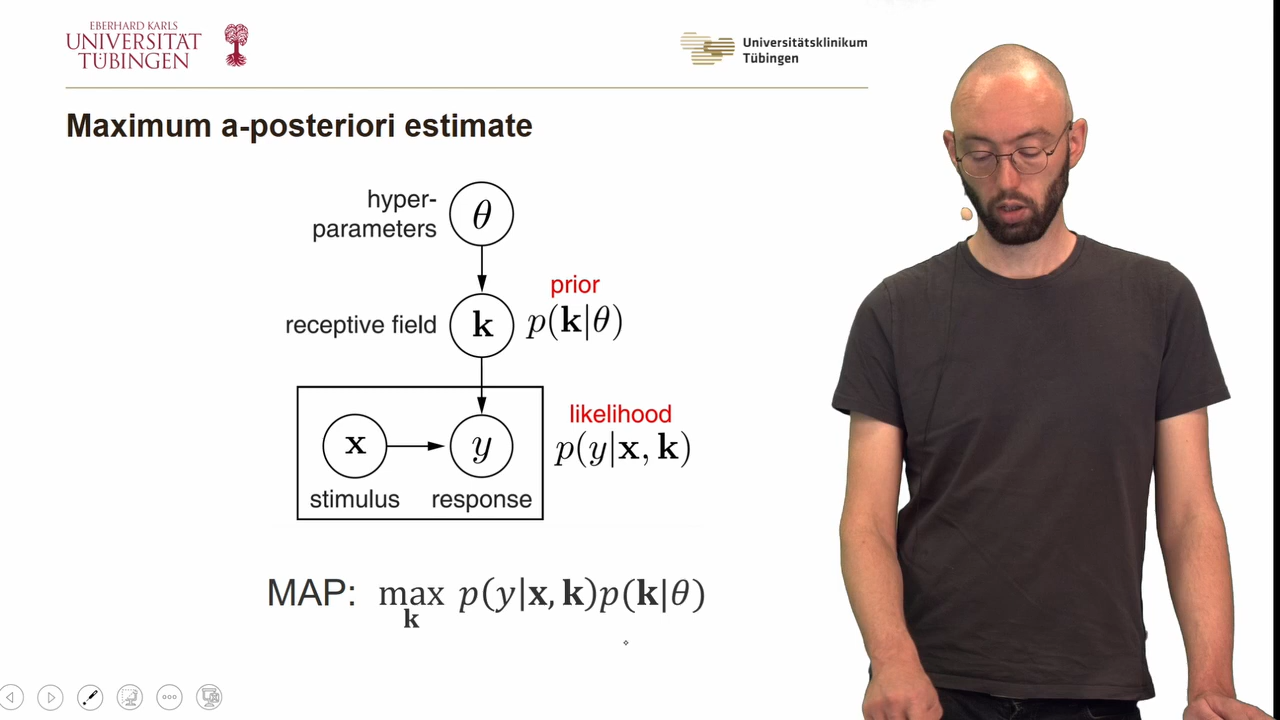 EBERHARD KARLS
UNIVERSITÄT
TÜBINGEN
Universitätsklinikum
Tübingen
Maximum a-posteriori estimate
hyper-
parameters
θ
prior
receptive field
k
p(k|θ)
likelihood
x
y
p(y|x, k)
stimulus
response
MAP: max p(y|x, k)p(k|θ)
k